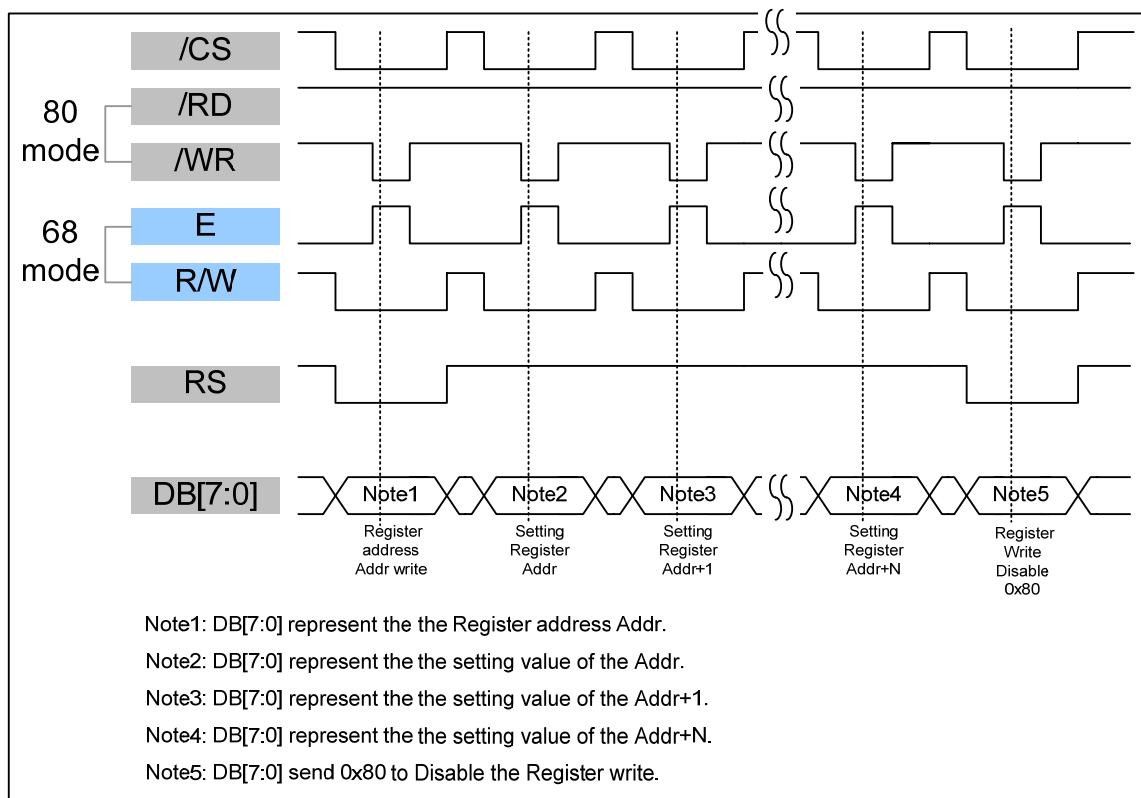 /CS
80
mode
/RD
/WR
68
mode
E
R/W
RS
DB[7:0]
Note1
Note2
Note3
Note4
Note5
Register
address
Addr write
Setting
Register
Addr
Setting
Register
Addr+1
Setting
Register
Addr+N
Register
Write
Disable
0x80
Note1: DB[7:0] represent the the Register address Addr.
Note2: DB[7:0] represent the the setting value of the Addr.
Note3: DB[7:0] represent the the setting value of the Addr+1.
Note4: DB[7:0] represent the the setting value of the Addr+N.
Note5: DB[7:0] send 0x80 to Disable the Register write.